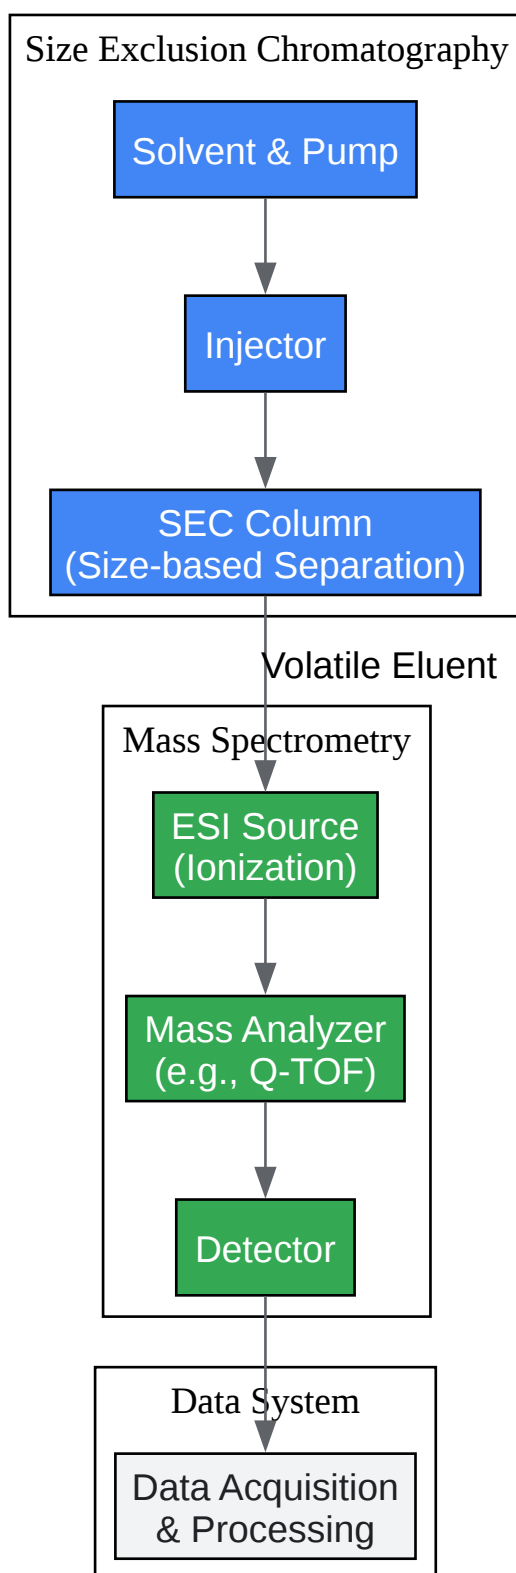 Size Exclusion Chromatography
Solvent & Pump
Injector
SEC Column
(Size-based Separation)
Volatile Eluent
Mass Spectrometry
ESI Source
(Ionization)
Mass Analyzer
(e.g., Q-TOF)
Detector
Data System
Data Acquisition
& Processing